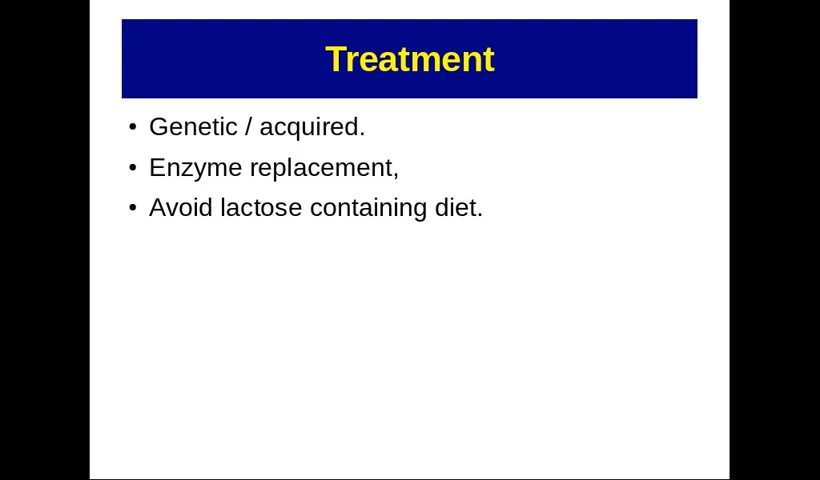 Treatment
• Genetic / acquired.
• Enzyme replacement,
• Avoid lactose containing diet.